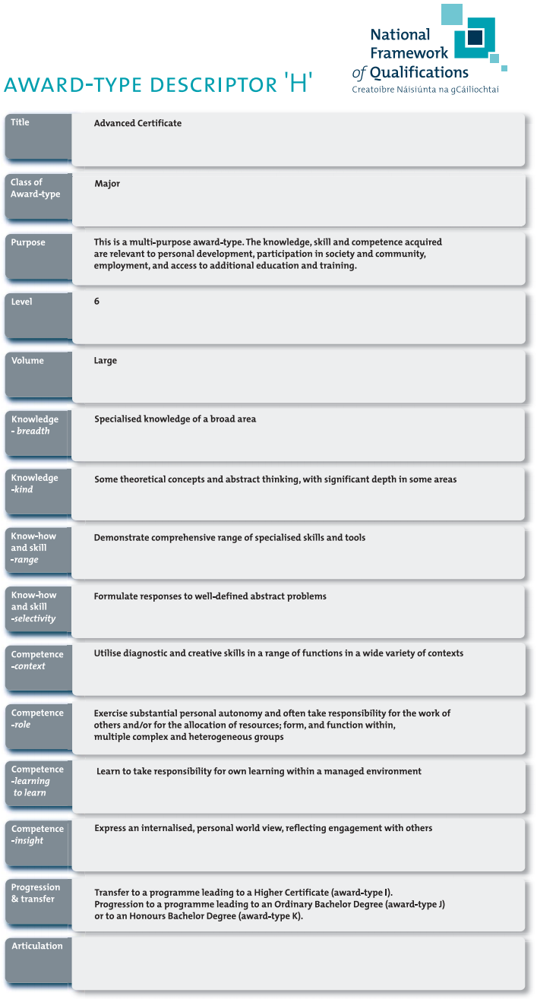 National
Framework
of Qualifications
Creatoibre Náisiúnta na gCáilíochtaí
AWARD-TYPE DESCRIPTOR 'H'
Title
Advanced Certificate
Class of
Award-type
Major
Purpose
This is a multi-purpose award-type. The knowledge, skill and competence acquired
are relevant to personal development, participation in society and community,
employment, and access to additional education and training.
Level
6
Volume
Large
Knowledge
- breadth
Specialised knowledge of a broad area
Knowledge
-kind
Some theoretical concepts and abstract thinking, with significant depth in some areas
Know-how
and skill
-range
Demonstrate comprehensive range of specialised skills and tools
Know-how
and skill
-selectivity
Formulate responses to well-defined abstract problems
Competence
-context
Utilise diagnostic and creative skills in a range of functions in a wide variety of contexts
Competence
-role
Exercise substantial personal autonomy and often take responsibility for the work of
others and/or for the allocation of resources; form, and function within,
multiple complex and heterogeneous groups
Competence
-learning
to learn
Learn to take responsibility for own learning within a managed environment
Competence
-insight
Express an internalised, personal world view, reflecting engagement with others
Progression
& transfer
Transfer to a programme leading to a Higher Certificate (award-type I).
Progression to a programme leading to an Ordinary Bachelor Degree (award-type J)
or to an Honours Bachelor Degree (award-type K).
Articulation